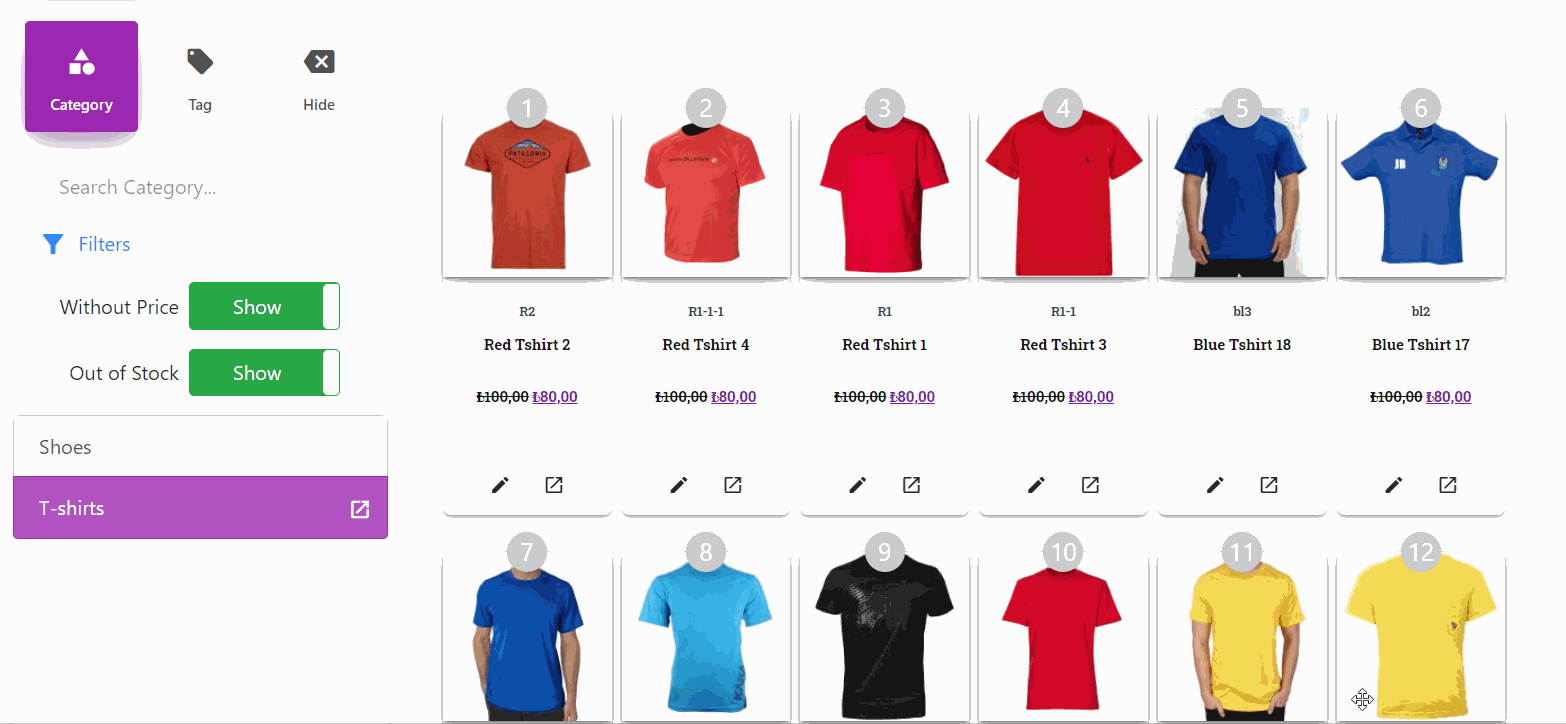 Category
Tag
Hide
Search Category...
Filters
Without Price Show
Out of Stock Show
Shoes
T-shirts
1 2 3 4 5 6
PATAGONIA
JB
R2 R1-1-1 R1 R1-1 bl3 bl2
Red Tshirt 2 Red Tshirt 4 Red Tshirt 1 Red Tshirt 3 Blue Tshirt 18 Blue Tshirt 17
₺100,00 ₺80,00 ₺100,00 ₺80,00 ₺100,00 ₺80,00 ₺100,00 ₺80,00 ₺100,00 ₺80,00
7 8 9 10 11 12